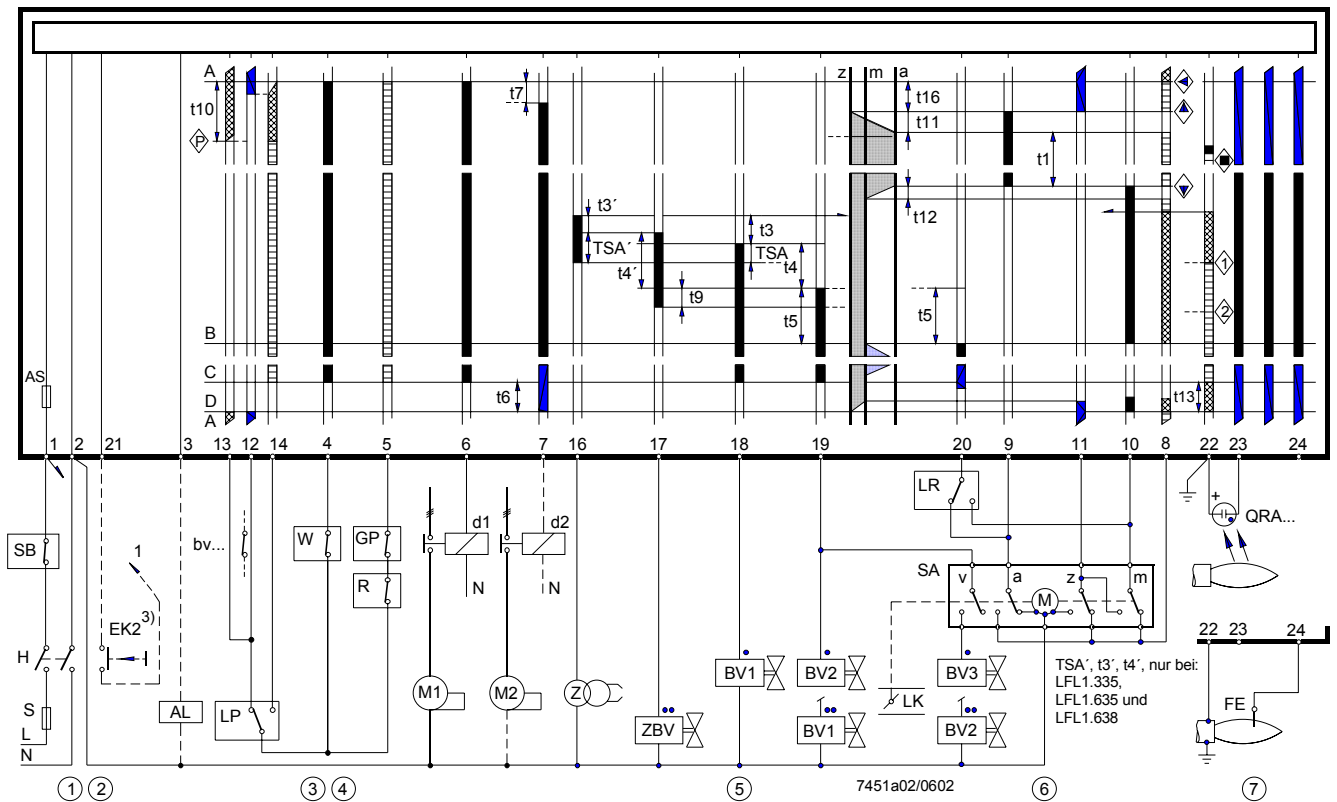 A z m a
t7 t16
t10 t11
P t1
t3´ t12
t3
TSA´ TSA
t4´ t4 1
t9
t5 t5 2
B
AS C
t6 t13
D
A
1 2 21 3 13 12 14 4 5 6 7 16 17 18 19 20 9 11 10 8 22 23 24
LR
+
d1 d2 QRA...
SB 1 bv... W GP
SA v a z m
R N N M
EK2 3)
22 23 24
H
BV1 BV2 BV3 TSA´, t3´, t4´, nur bei:
LFL1.335,
M1 M2 Z LFL1.635 und
S AL LP LK LFL1.638
FE
L ZBV BV1 BV2
N
1 2 3 4 5 7451a02/0602 6 7